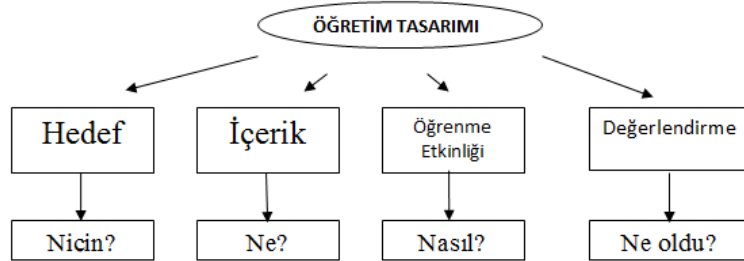 ÖĞRETİM TASARIMI
Hedef
İçerik
Öğrenme
Etkinliği
Değerlendirme
Nicin?
Ne?
Nasıl?
Ne oldu?